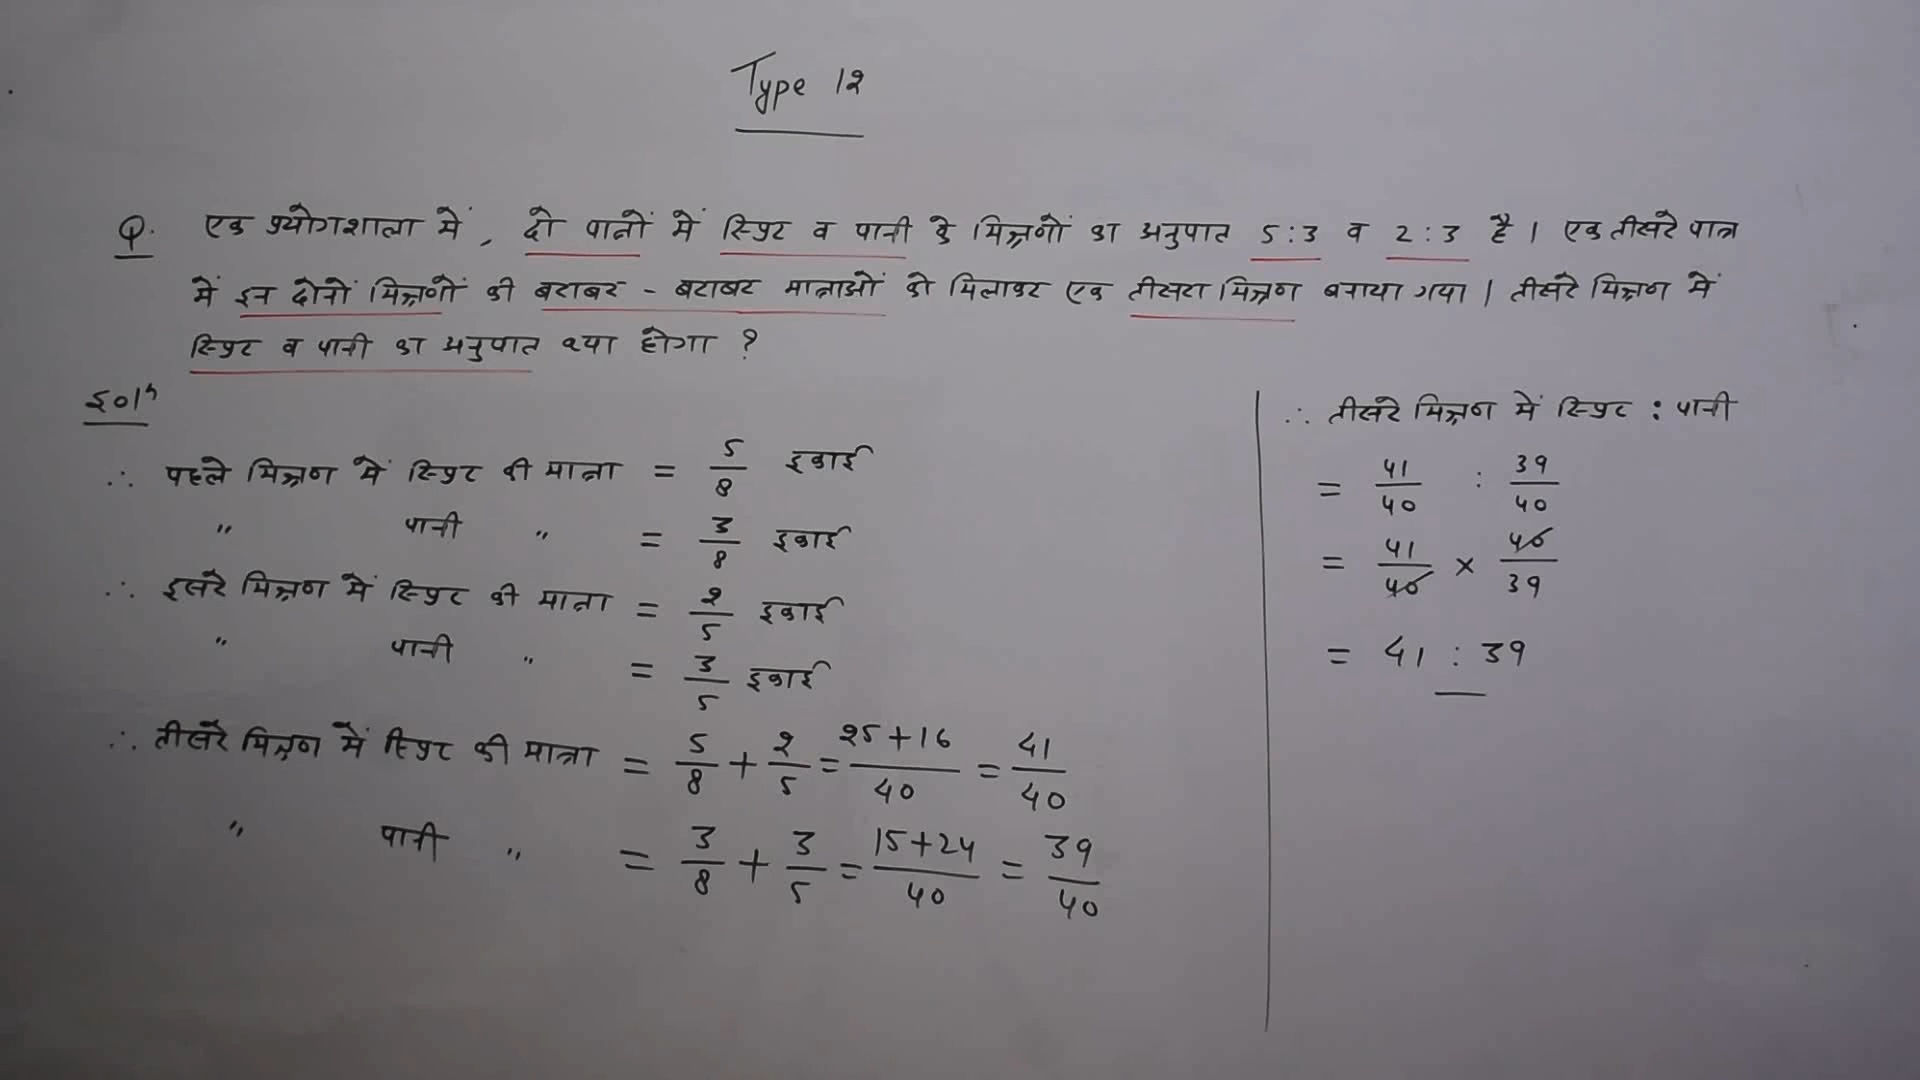 Type 12
Q. एक प्रयोगशाला में, दो पात्रों में स्प्रिट व पानी के मिश्रणों का अनुपात 5:3 व 2:3 है। एक तीसरे पात्र
में इन दोनों मिश्रणों की बराबर - बराबर मात्राओं को मिलाकर एक तीसरा मिश्रण बनाया गया। तीसरे मिश्रण में
स्प्रिट व पानी का अनुपात क्या होगा ?
Solⁿ
∴ पहले मिश्रण में स्प्रिट की मात्रा = 5/8 इकाई
" पानी " = 3/8 इकाई
∴ दूसरे मिश्रण में स्प्रिट की मात्रा = 2/5 इकाई
" पानी " = 3/5 इकाई
∴ तीसरे मिश्रण में स्प्रिट की मात्रा = 5/8 + 2/5 = 25+16/40 = 41/40
" पानी " = 3/8 + 3/5 = 15+24/40 = 39/40
∴ तीसरे मिश्रण में स्प्रिट : पानी
= 41/40 : 39/40
= 41/40 × 40/39
= 41 : 39